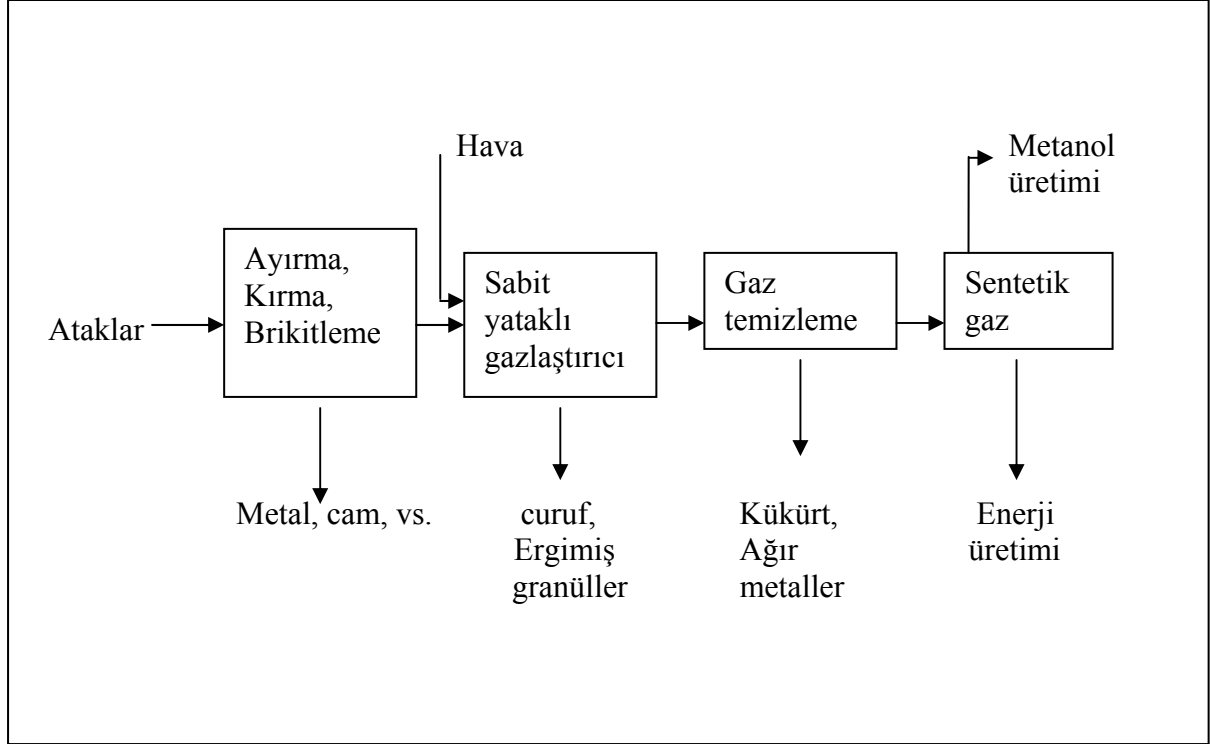 Hava
Metanol
üretimi
Ayırma,
Kırma,
Brikitleme
Sabit
yataklı
gazlaştırıcı
Gaz
temizleme
Sentetik
gaz
Ataklar
Metal, cam, vs.
curuf,
Ergimiş
granüller
Kükürt,
Ağır
metaller
Enerji
üretimi